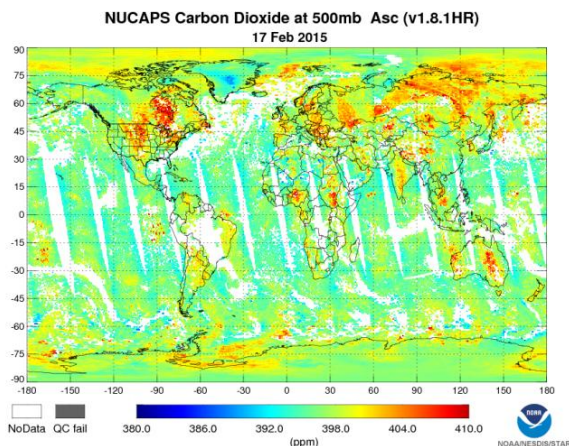 NUCAPS Carbon Dioxide at 500mb Asc (v1.8.1HR)
17 Feb 2015
90
75
60
45
30
15
0
-15
-30
-45
-60
-75
-90
-180 -150 -120 -90 -60 -30 0 30 60 90 120 150 180
NoData QC fail 380.0 386.0 392.0 398.0 404.0 410.0
(ppm)
NOAA
NOAA/NESDIS/STAR